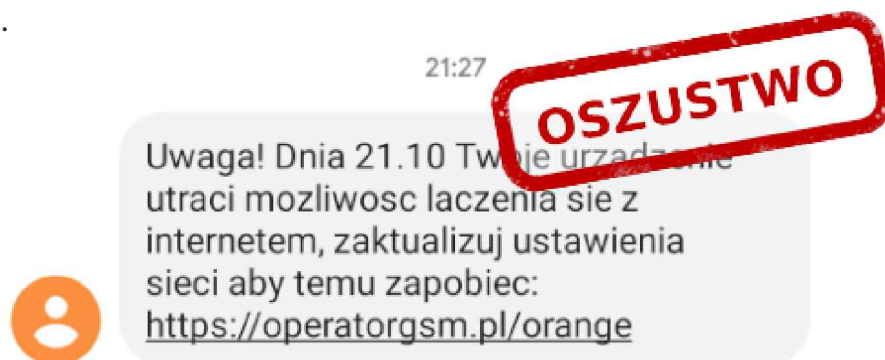 .
21:27
OSZUSTWO
Uwaga! Dnia 21.10 Twoje urzadzenie
utraci mozliwosc laczenia sie z
internetem, zaktualizuj ustawienia
sieci aby temu zapobiec:
https://operatorgsm.pl/orange